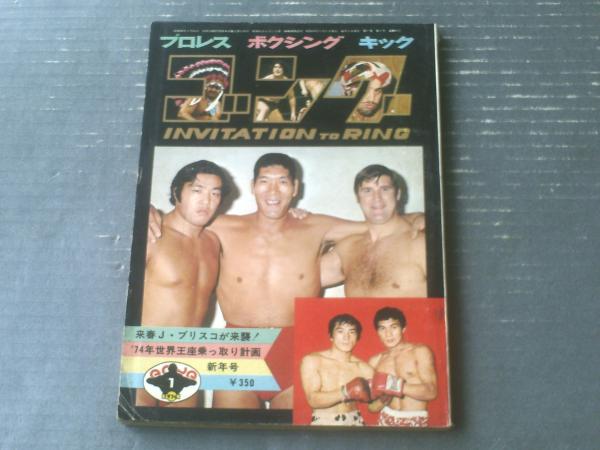 プロレス ボクシング キック
ゴング
INVITATION TO RING
来春J・ブリスコが来襲!
'74年世界王座乗っ取り計画
新年号
1
¥350